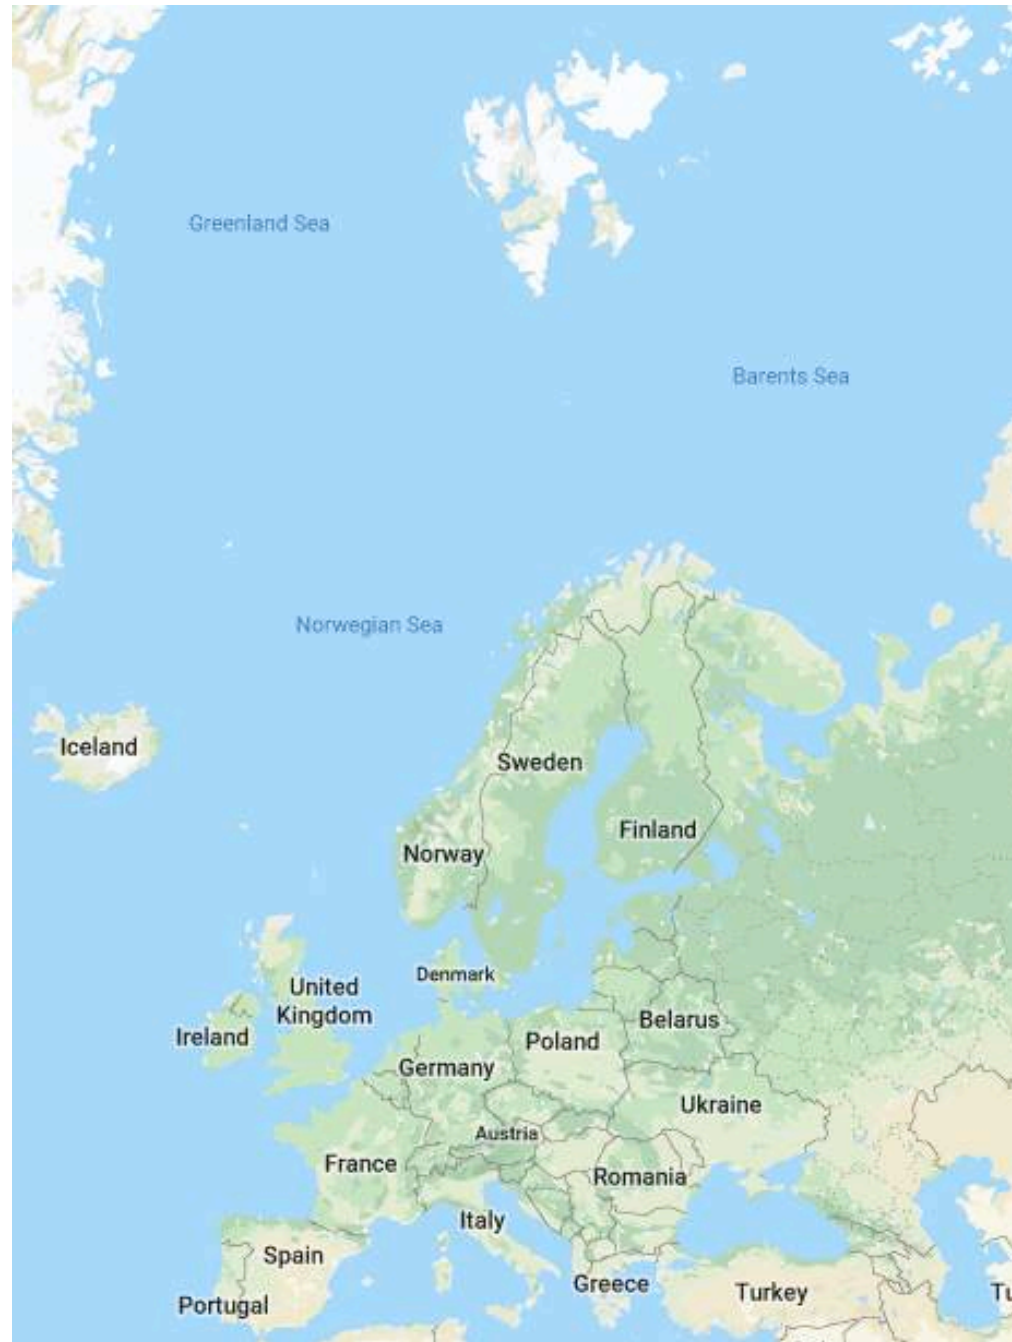 Greenland Sea
Barents Sea
Norwegian Sea
Iceland
Sweden
Finland
Norway
Denmark
United
Kingdom
Ireland
Belarus
Poland
Germany
Ukraine
Austria
France
Romania
Italy
Spain
Greece
Turkey
Tu
Portugal